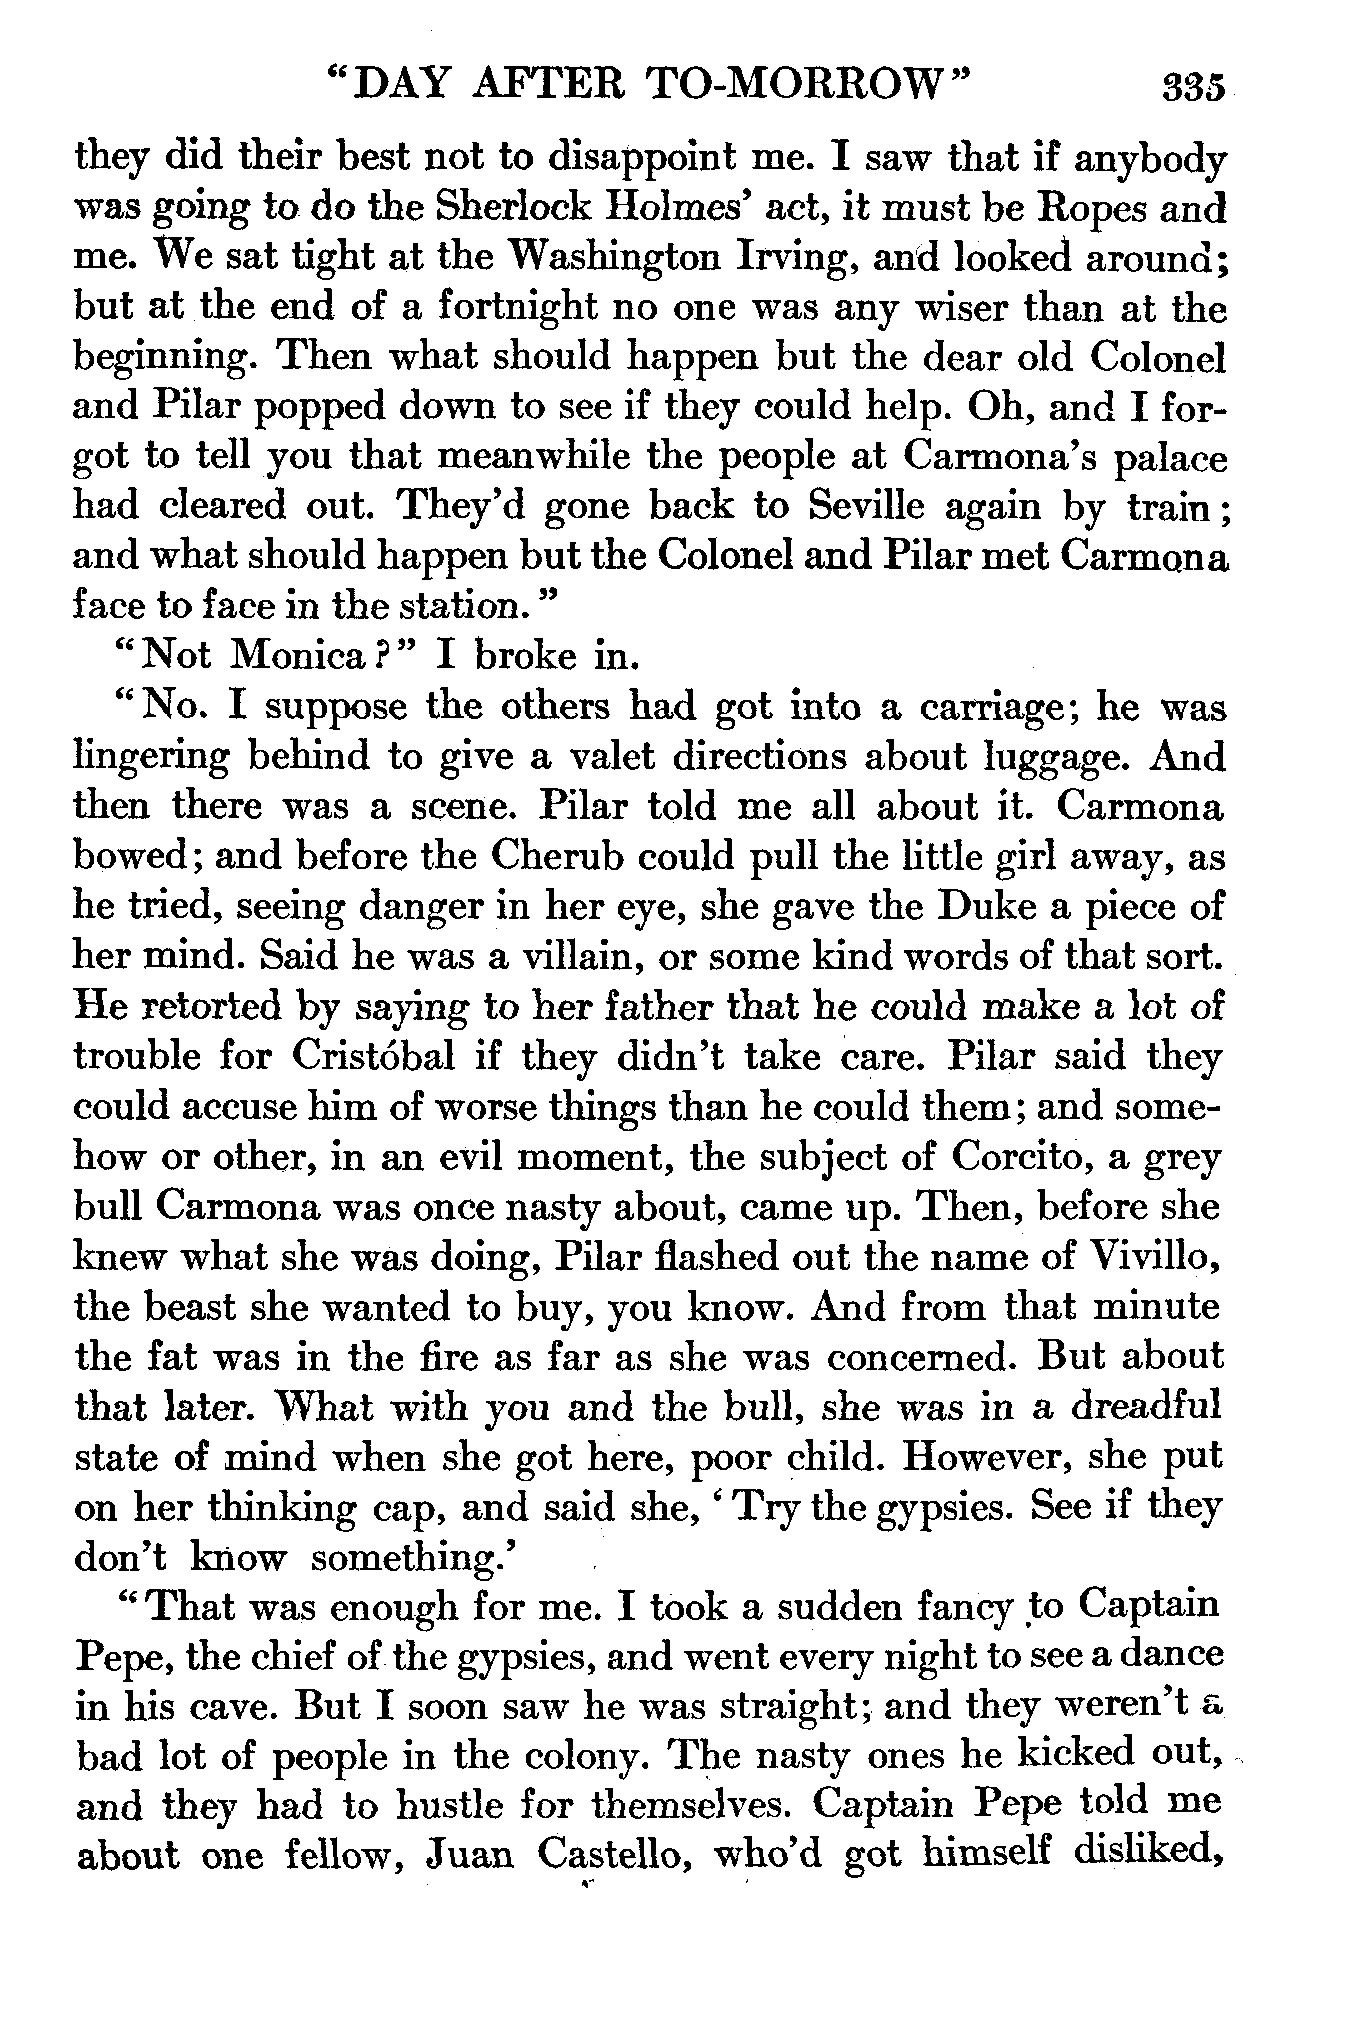 "DAY AFTER TO-MORROW" 335
they did their best not to disappoint me. I saw that if anybody
was going to do the Sherlock Holmes' act, it must be Ropes and
me. We sat tight at the Washington Irving, and looked around;
but at the end of a fortnight no one was any wiser than at the
beginning. Then what should happen but the dear old Colonel
and Pilar popped down to see if they could help. Oh, and I for-
got to tell you that meanwhile the people at Carmona's palace
had cleared out. They'd gone back to Seville again by train;
and what should happen but the Colonel and Pilar met Carmona
face to face in the station."
"Not Monica?" I broke in.
"No. I suppose the others had got into a carriage; he was
lingering behind to give a valet directions about luggage. And
then there was a scene. Pilar told me all about it. Carmona
bowed; and before the Cherub could pull the little girl away, as
he tried, seeing danger in her eye, she gave the Duke a piece of
her mind. Said he was a villain, or some kind words of that sort.
He retorted by saying to her father that he could make a lot of
trouble for Cristóbal if they didn't take care. Pilar said they
could accuse him of worse things than he could them; and some-
how or other, in an evil moment, the subject of Corcito, a grey
bull Carmona was once nasty about, came up. Then, before she
knew what she was doing, Pilar flashed out the name of Vivillo,
the beast she wanted to buy, you know. And from that minute
the fat was in the fire as far as she was concerned. But about
that later. What with you and the bull, she was in a dreadful
state of mind when she got here, poor child. However, she put
on her thinking cap, and said she, 'Try the gypsies. See if they
don't know something.'
"That was enough for me. I took a sudden fancy to Captain
Pepe, the chief of the gypsies, and went every night to see a dance
in his cave. But I soon saw he was straight; and they weren't a
bad lot of people in the colony. The nasty ones he kicked out,
and they had to hustle for themselves. Captain Pepe told me
about one fellow, Juan Castello, who'd got himself disliked,